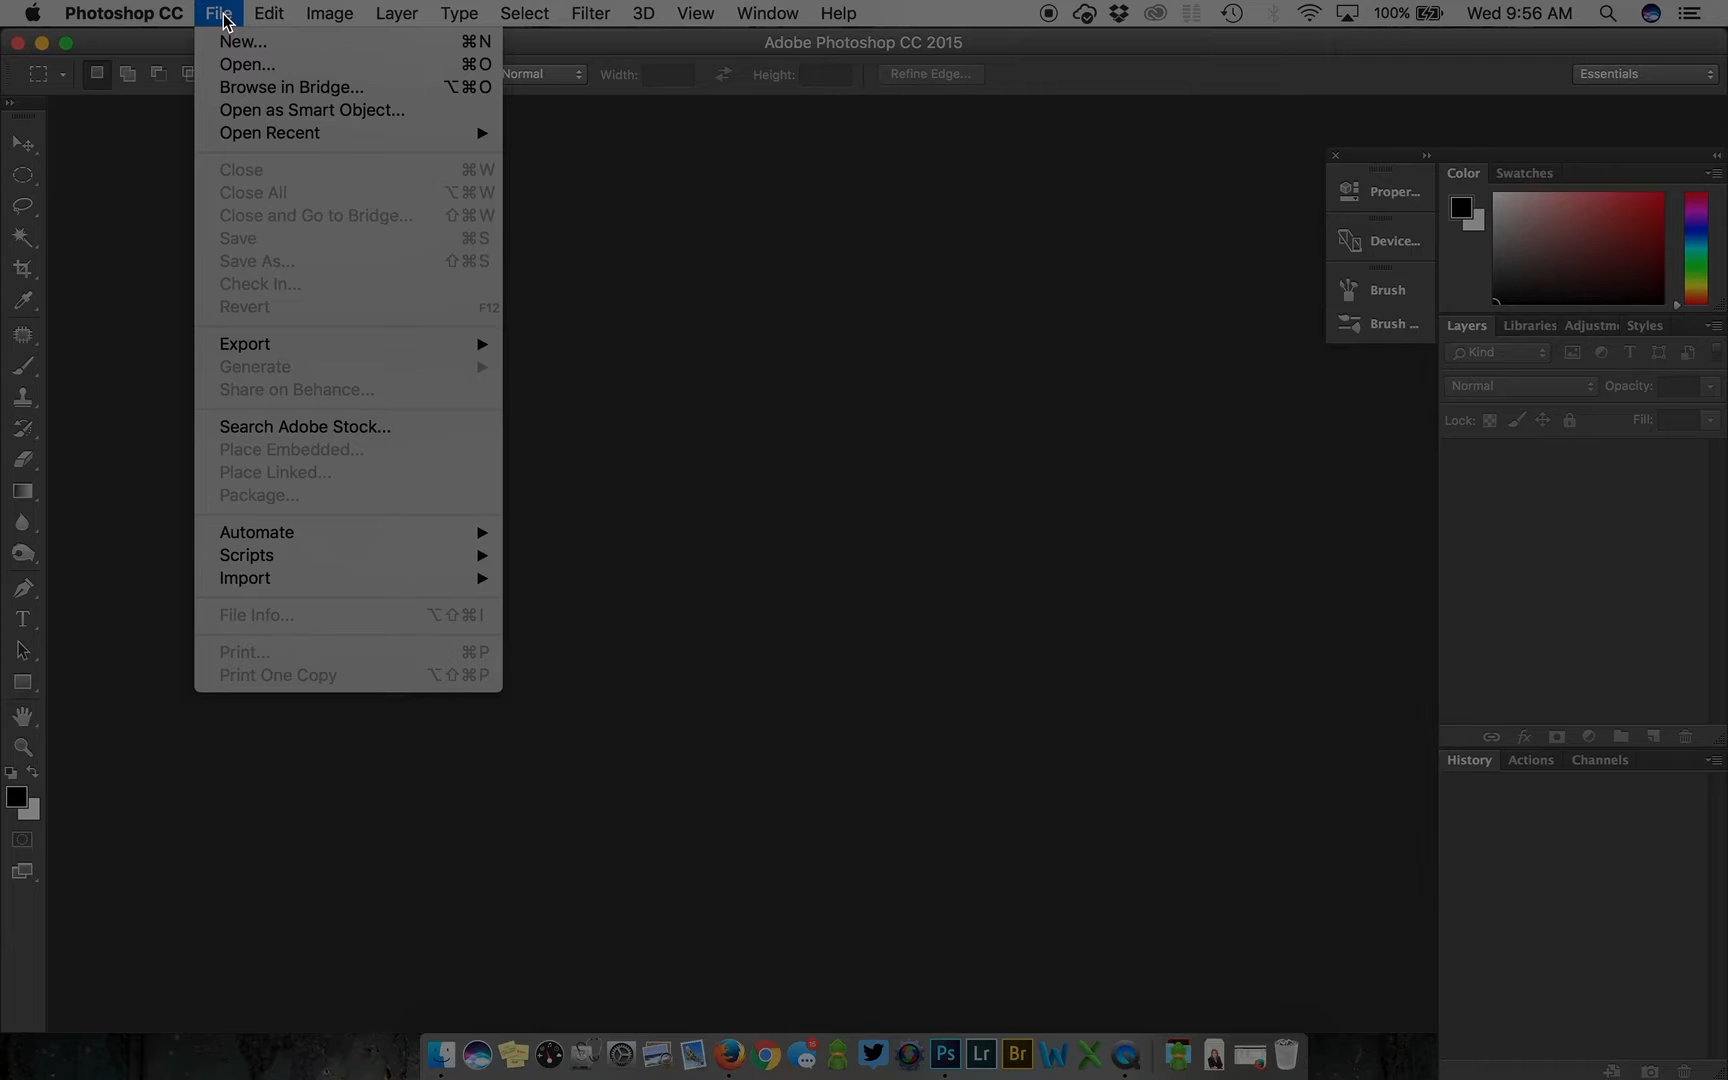 Photoshop CC File Edit Image Layer Type Select Filter 3D View Window Help 100% Wed 9:56 AM
Adobe Photoshop CC 2015
Normal Width: Height: Refine Edge... Essentials
New... ⌘N
Open... ⌘O
Browse in Bridge... ⌥⌘O
Open as Smart Object...
Open Recent
Close ⌘W
Close All ⌥⌘W
Close and Go to Bridge... ⇧⌘W
Save ⌘S
Save As... ⇧⌘S
Check In...
Revert F12
Export
Generate
Share on Behance...
Search Adobe Stock...
Place Embedded...
Place Linked...
Package...
Automate
Scripts
Import
File Info... ⌥⇧⌘I
Print... ⌘P
Print One Copy ⌥⇧⌘P
Proper...
Device...
Brush
Brush ...
Color Swatches
Layers Libraries Adjustm Styles
Kind
Normal Opacity:
Lock: Fill:
History Actions Channels
16
Ps Lr Br